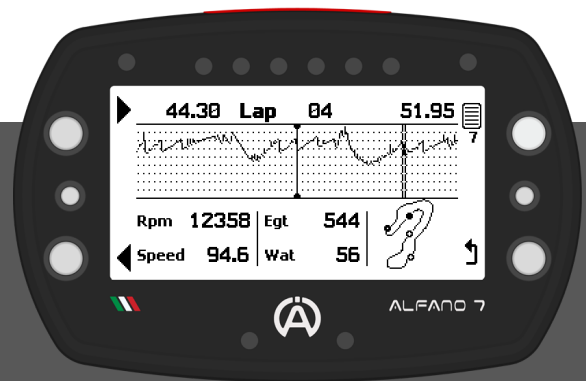 44.30 Lap 04 51.95
7
Rpm 12358 Egt 544
Speed 94.6 Wat 56
ALFANO 7